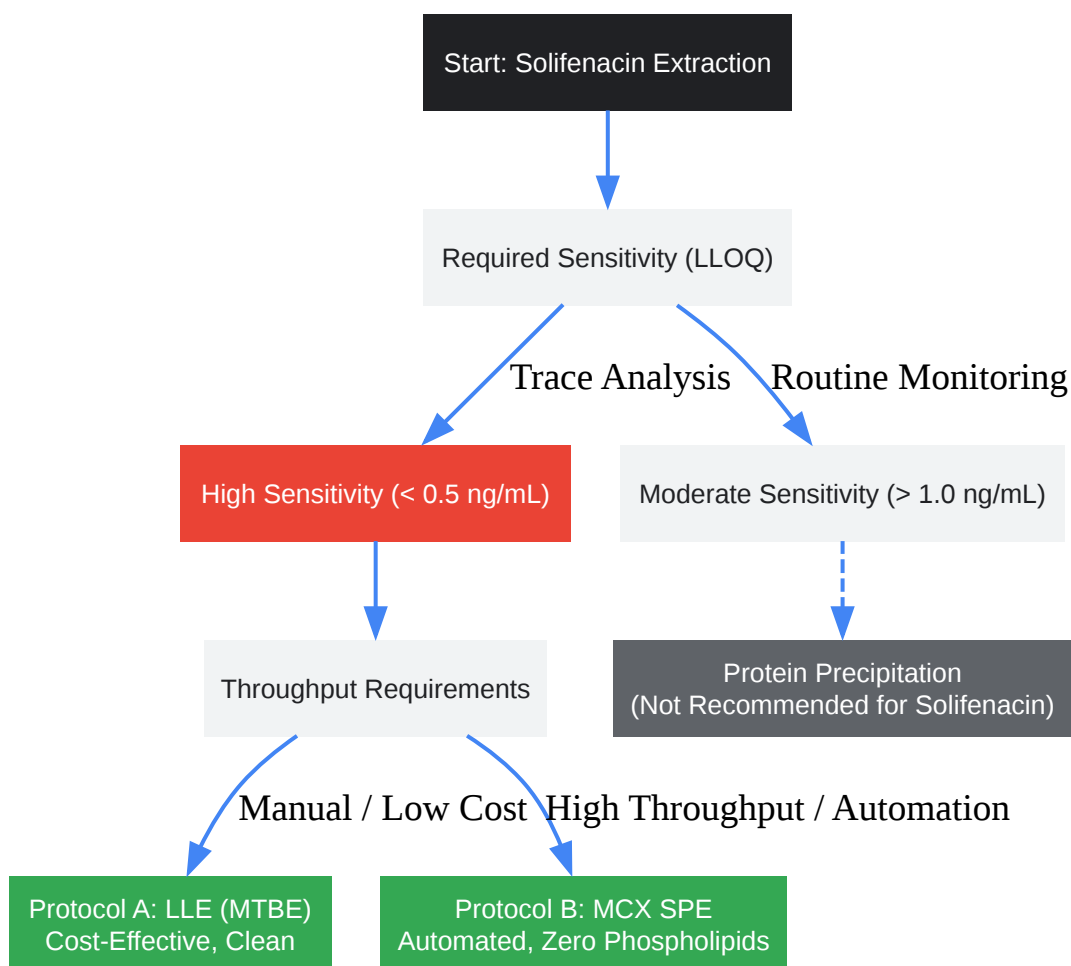 Start: Solifenacin Extraction
Required Sensitivity (LLOQ)
Trace Analysis
Routine Monitoring
High Sensitivity (< 0.5 ng/mL)
Moderate Sensitivity (> 1.0 ng/mL)
Throughput Requirements
Protein Precipitation
(Not Recommended for Solifenacin)
Manual / Low Cost
High Throughput / Automation
Protocol A: LLE (MTBE)
Cost-Effective, Clean
Protocol B: MCX SPE
Automated, Zero Phospholipids